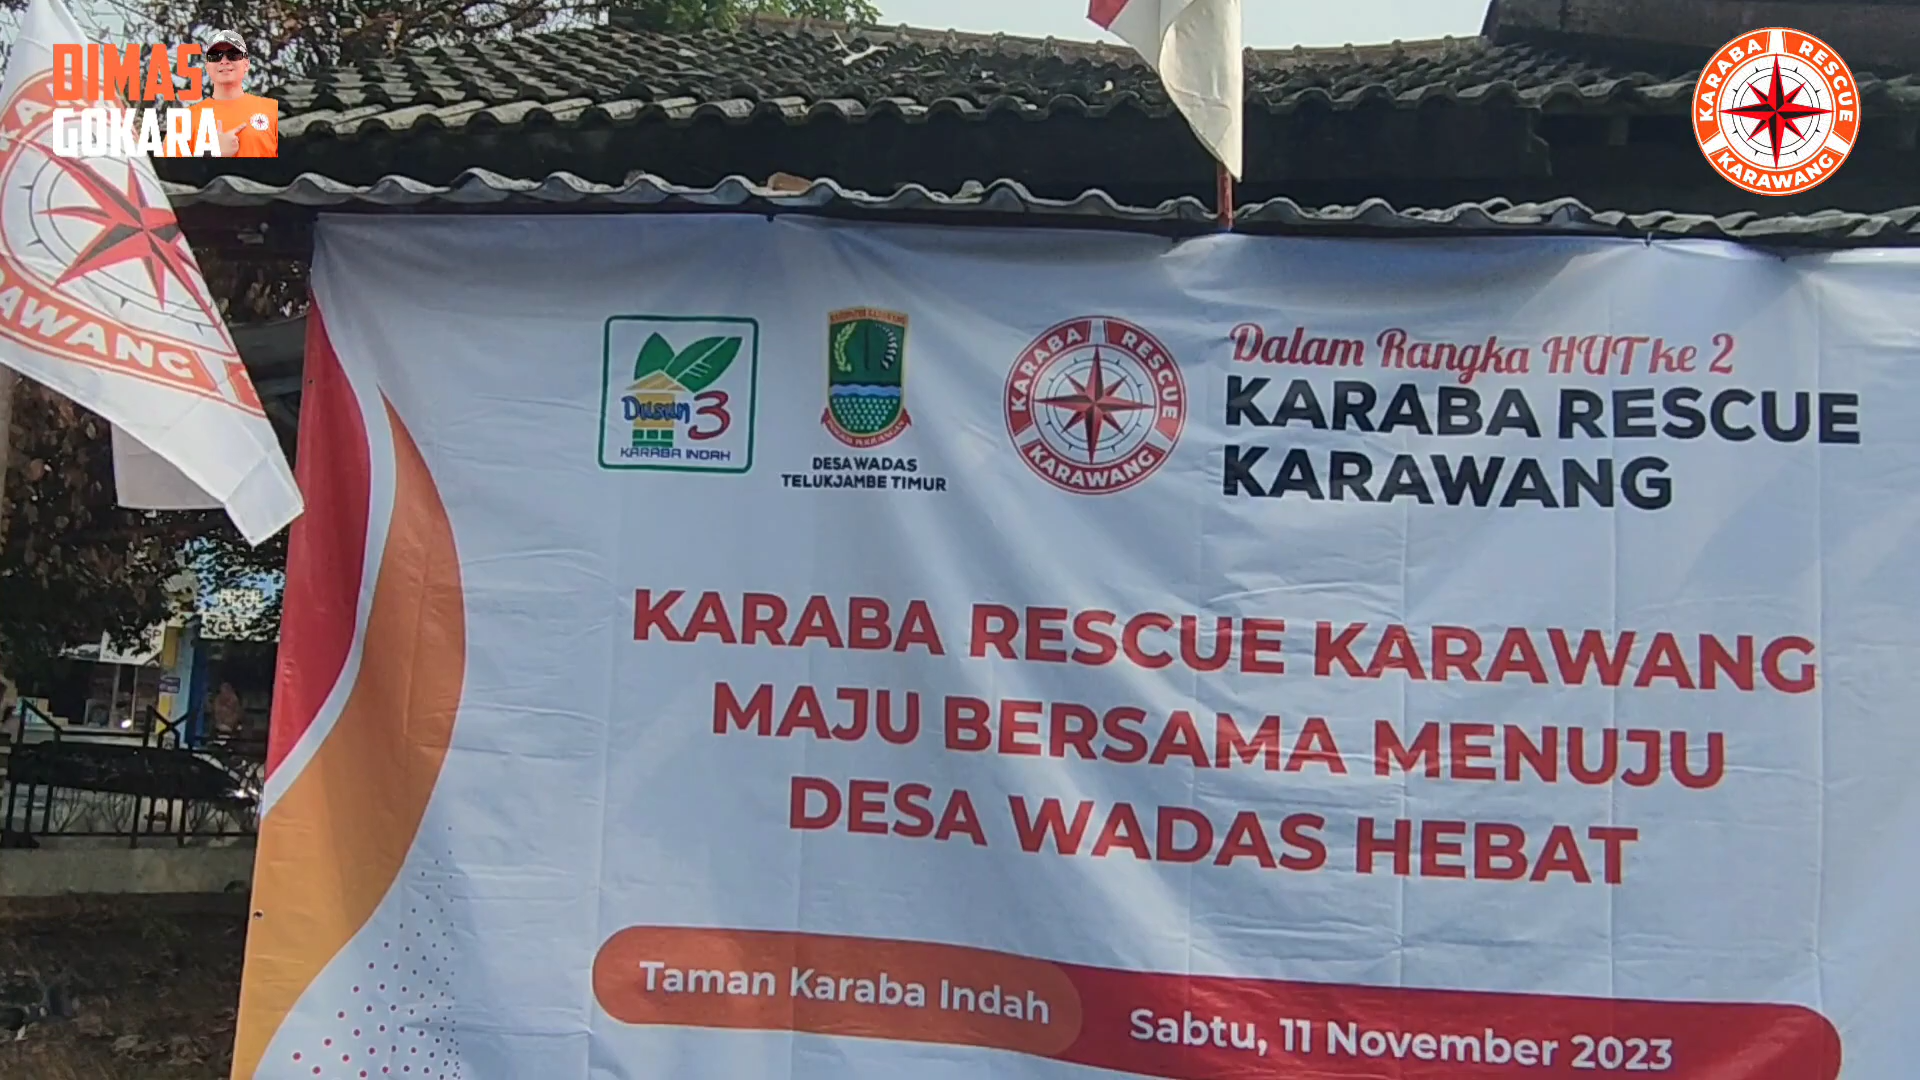 DIMAS
GOKARA
KARABA RESCUE
KARAWANG
KARAWANG
Dusun 3
KARABA INDAH
DESA WADAS
TELUKJAMBE TIMUR
KARABA RESCUE
KARAWANG
Dalam Rangka HUT ke 2
KARABA RESCUE
KARAWANG
KARABA RESCUE KARAWANG
MAJU BERSAMA MENUJU
DESA WADAS HEBAT
Taman Karaba Indah
Sabtu, 11 November 2023